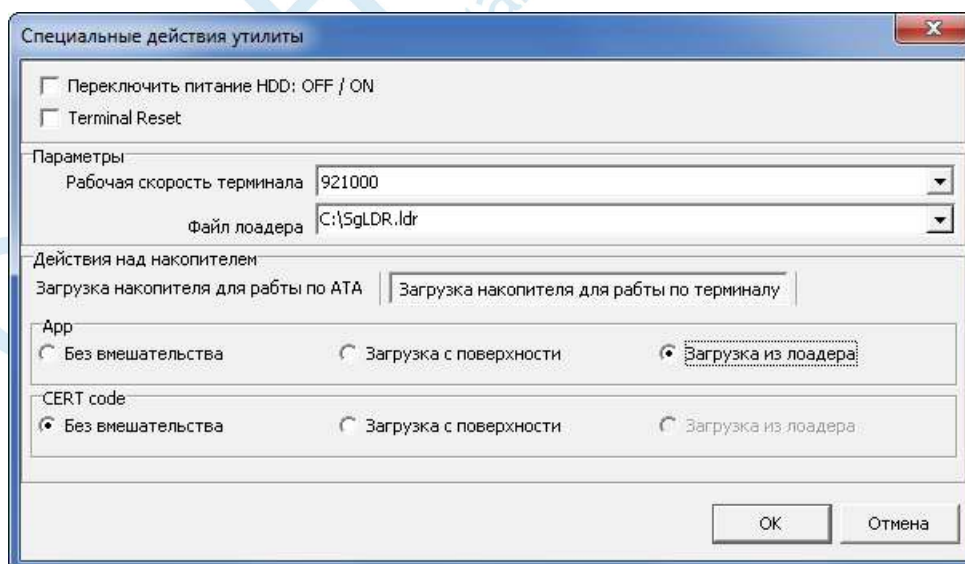 Специальные действия утилиты
Переключить питание HDD: OFF / ON
Terminal Reset
Параметры
Рабочая скорость терминала 921000
Файл лоадера C:\SgLDR.ldr
Действия над накопителем
Загрузка накопителя для рабты по ATA Загрузка накопителя для рабты по терминалу
App
Без вмешательства Загрузка с поверхности Загрузка из лоадера
CERT code
Без вмешательства Загрузка с поверхности Загрузка из лоадера
OK Отмена